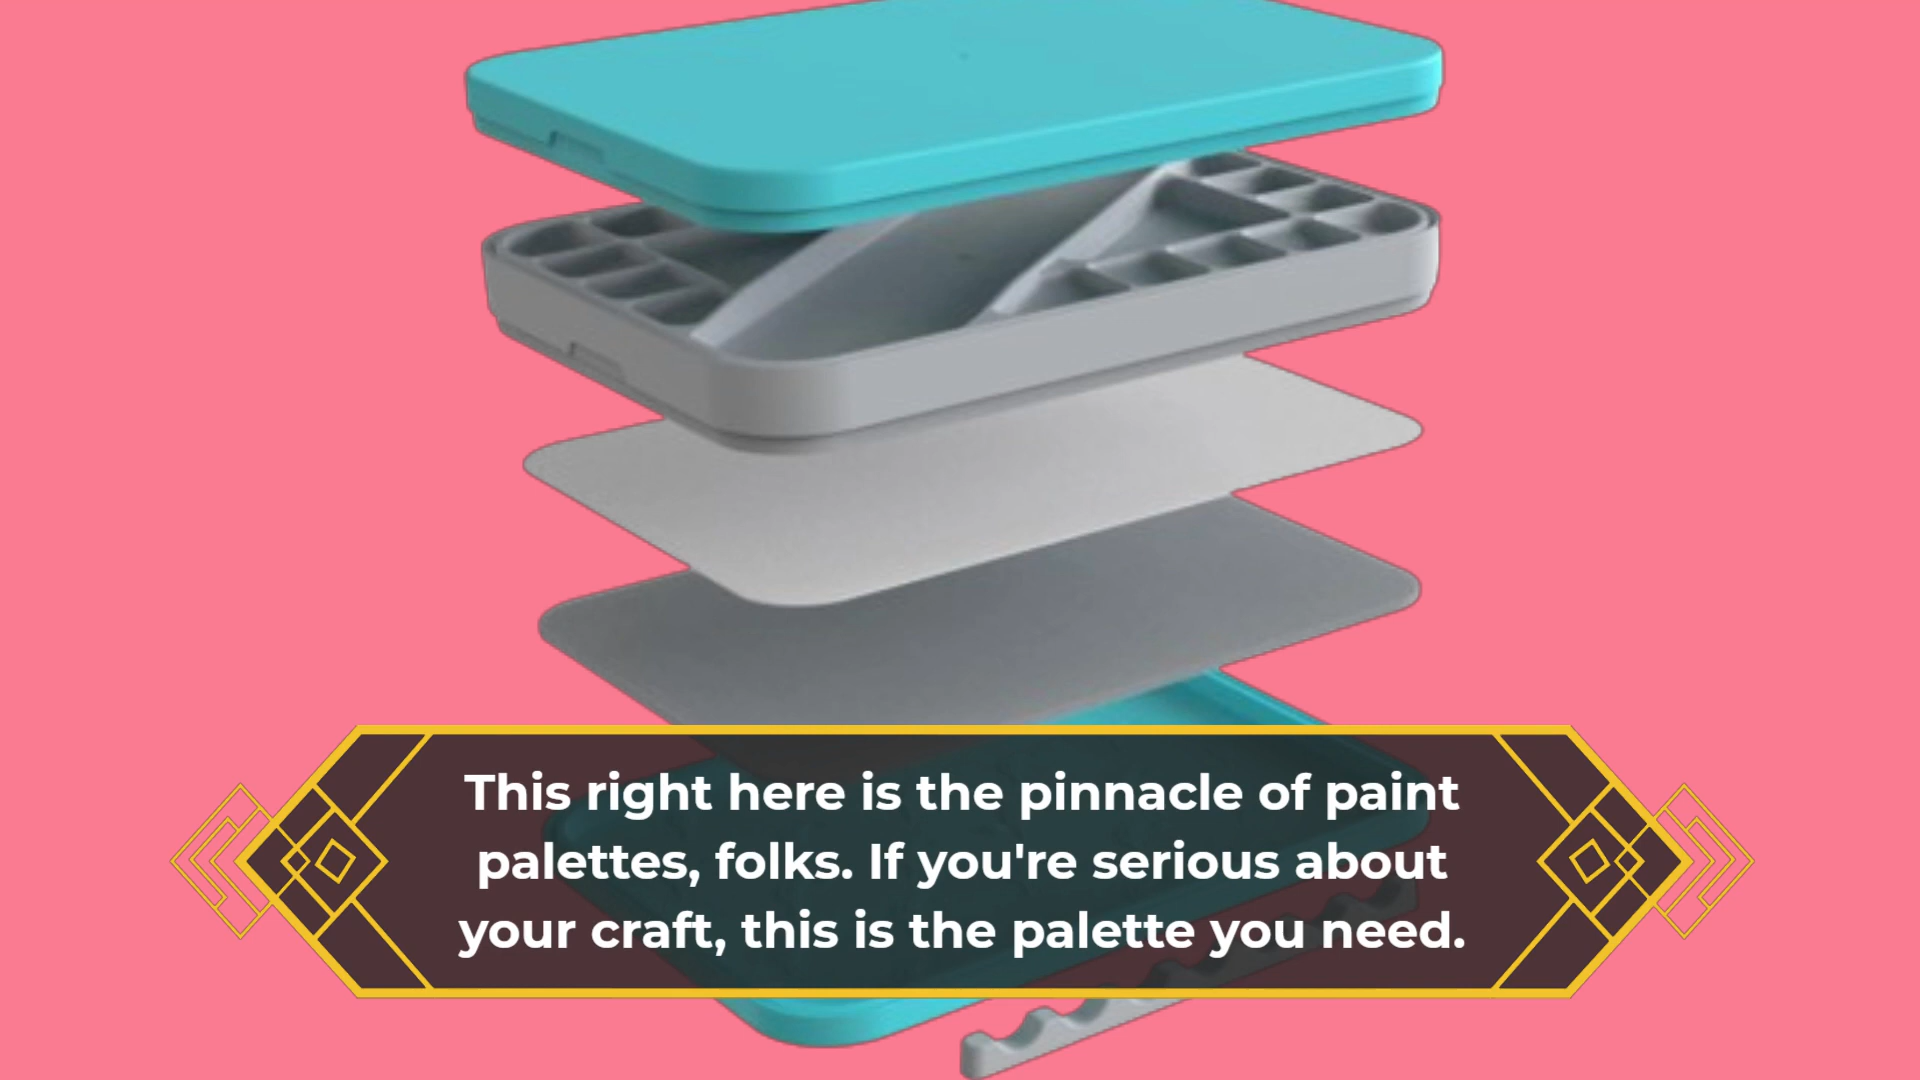 This right here is the pinnacle of paint
palettes, folks. If you're serious about
your craft, this is the palette you need.